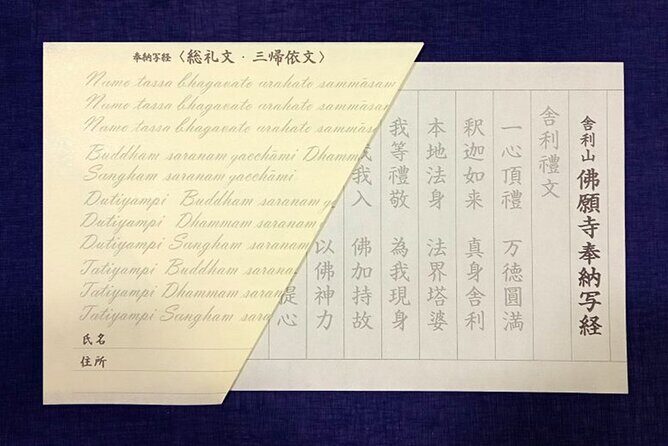 奉納写経〈総礼文・三帰依文〉
Namo tassa bhagavato arahato sammāsam
Namo tassa bhagavato arahato sammāsam
Namo tassa bhagavato arahato sammās
Buddham saranam gacchāmi Dhamm
Sangham saranam gacchāmi
Dutiyampi Buddham saranam g
Dutiyampi Dhammam saranam
Dutiyampi Sangham saranam
Tatiyampi Buddham saran
Tatiyampi Dhammam saran
Tatiyampi Sangham sara
氏名
住所
舎利山 佛願寺奉納写経
舎利禮文
一心頂禮 万徳圓満
釈迦如来 真身舎利
本地法身 法界塔婆
我等禮敬 為我現身
我入 佛加持故
以佛神力
提心